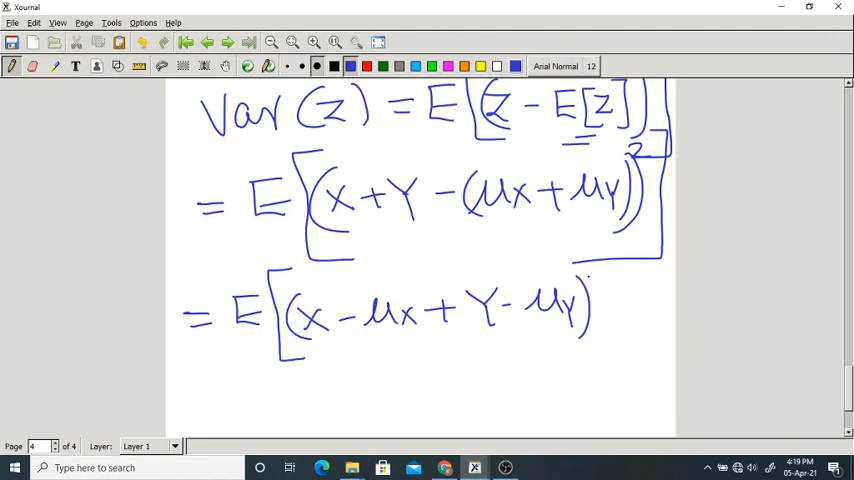 Xournal
File Edit View Page Tools Options Help
Arial Normal 12
Var (Z) = E[(Z - E[Z])
= E[(X + Y - (μx + μy))²]
= E[(X - μx + Y - μy)
Page 4 of 4 Layer: Layer 1
Type here to search
4:19 PM
05-Apr-21